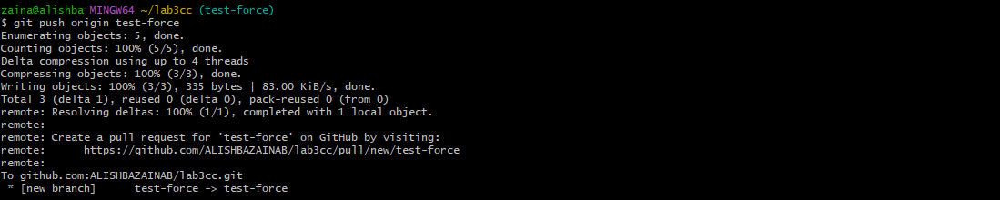 zaina@alishba MINGW64 ~/lab3cc (test-force)
$ git push origin test-force
Enumerating objects: 5, done.
Counting objects: 100% (5/5), done.
Delta compression using up to 4 threads
Compressing objects: 100% (3/3), done.
Writing objects: 100% (3/3), 335 bytes | 83.00 KiB/s, done.
Total 3 (delta 1), reused 0 (delta 0), pack-reused 0 (from 0)
remote: Resolving deltas: 100% (1/1), completed with 1 local object.
remote:
remote: Create a pull request for 'test-force' on GitHub by visiting:
remote:      https://github.com/ALISHBAZAINAB/lab3cc/pull/new/test-force
remote:
To github.com:ALISHBAZAINAB/lab3cc.git
 * [new branch]      test-force -> test-force